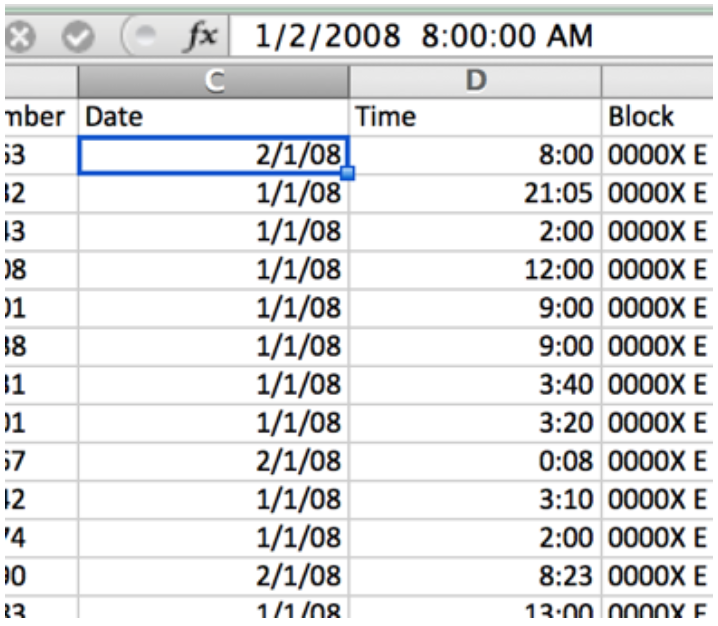 fx 1/2/2008 8:00:00 AM
C D
mber Date Time Block
53 2/1/08 8:00 0000X E
32 1/1/08 21:05 0000X E
43 1/1/08 2:00 0000X E
08 1/1/08 12:00 0000X E
01 1/1/08 9:00 0000X E
38 1/1/08 9:00 0000X E
31 1/1/08 3:40 0000X E
01 1/1/08 3:20 0000X E
57 2/1/08 0:08 0000X E
42 1/1/08 3:10 0000X E
74 1/1/08 2:00 0000X E
90 2/1/08 8:23 0000X E
33 1/1/08 13:00 0000X E